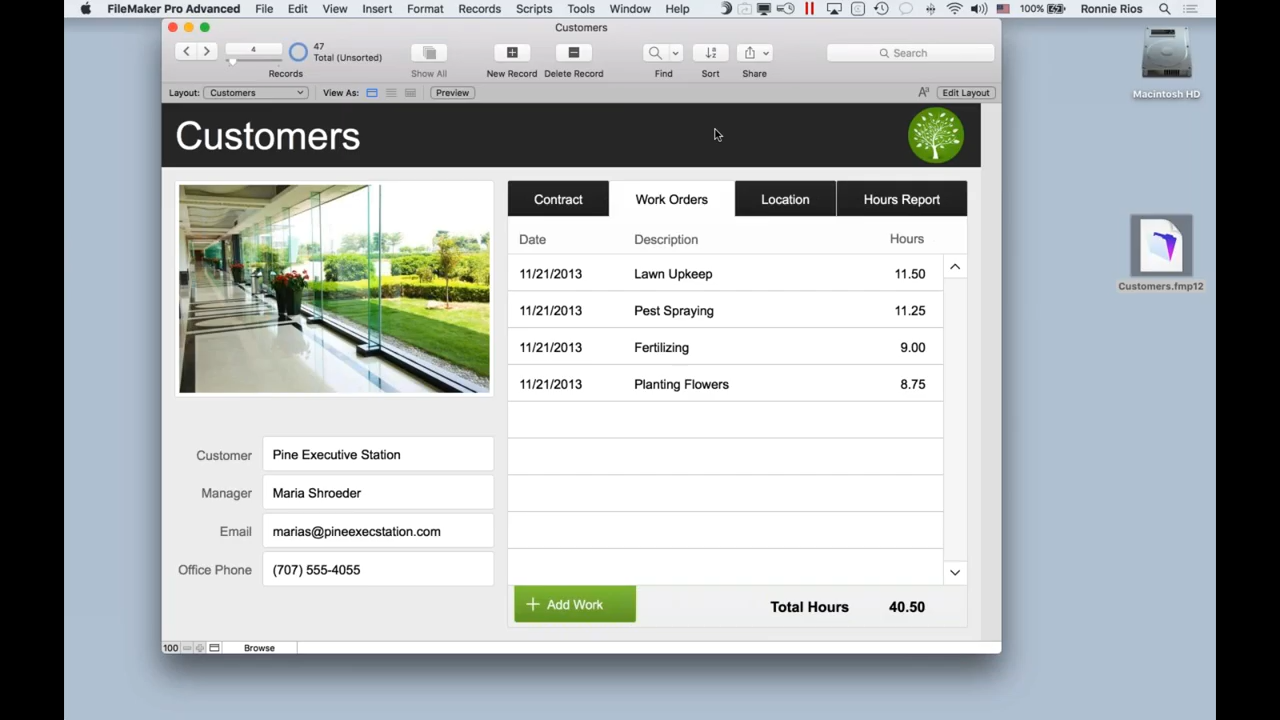 FileMaker Pro Advanced File Edit View Insert Format Records Scripts Tools Window Help 100% Ronnie Rios
Customers
4
47
Total (Unsorted)
Records
Show All
New Record
Delete Record
Find
Sort
Share
Search
Layout: Customers
View As:
Preview
Edit Layout
Macintosh HD
Customers
Contract
Work Orders
Location
Hours Report
Date Description Hours
11/21/2013 Lawn Upkeep 11.50
11/21/2013 Pest Spraying 11.25
11/21/2013 Fertilizing 9.00
11/21/2013 Planting Flowers 8.75
Customers.fmp12
Customer Pine Executive Station
Manager Maria Shroeder
Email marias@pineexecstation.com
Office Phone (707) 555-4055
+ Add Work
Total Hours 40.50
100
Browse